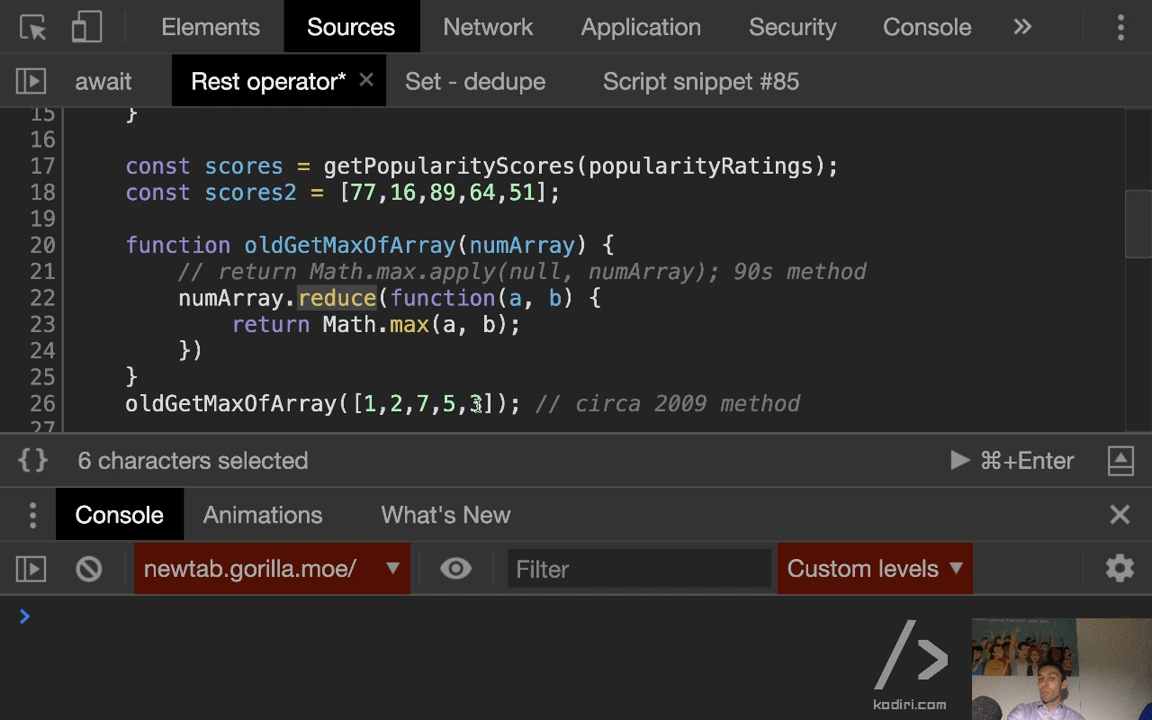 Elements Sources Network Application Security Console »
await Rest operator* × Set - dedupe Script snippet #85
15 }
16
17 const scores = getPopularityScores(popularityRatings);
18 const scores2 = [77,16,89,64,51];
19
20 function oldGetMaxOfArray(numArray) {
21 // return Math.max.apply(null, numArray); 90s method
22 numArray.reduce(function(a, b) {
23 return Math.max(a, b);
24 })
25 }
26 oldGetMaxOfArray([1,2,7,5,3]); // circa 2009 method
27
{} 6 characters selected ⌘+Enter
Console Animations What's New ×
newtab.gorilla.moe/ ▼ Filter Custom levels ▼
>
/>
kodiri.com